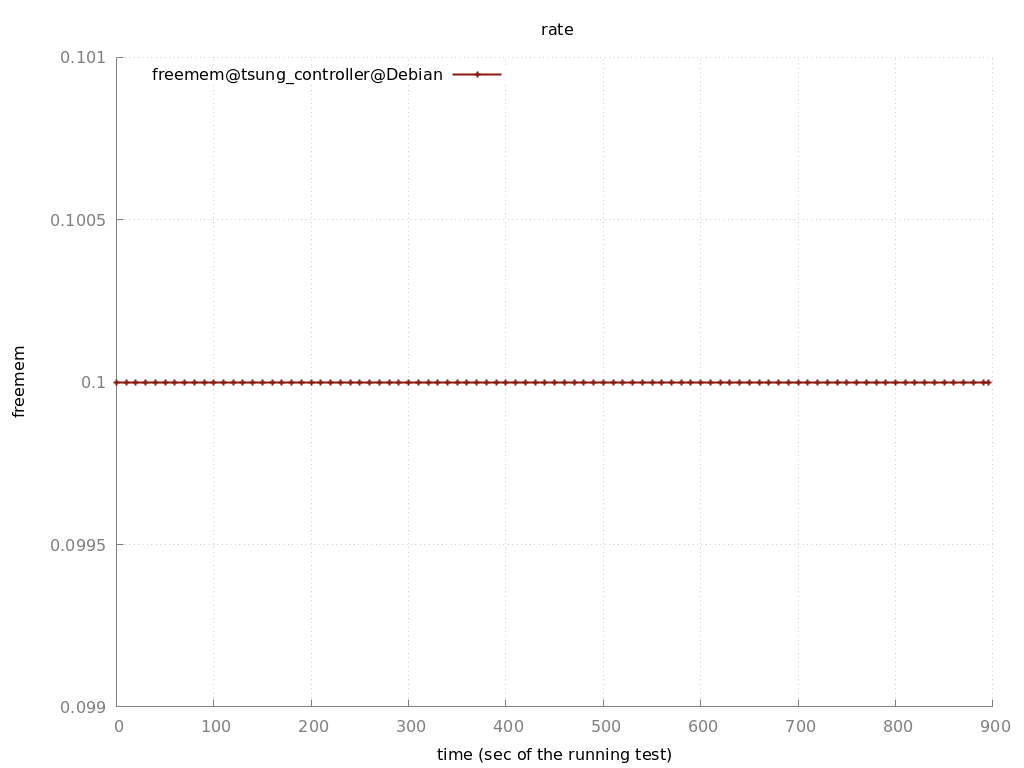 rate
0.101
freemem@tsung_controller@Debian
0.1005
freemem
0.1
0.0995
0.099
0 100 200 300 400 500 600 700 800 900
time (sec of the running test)